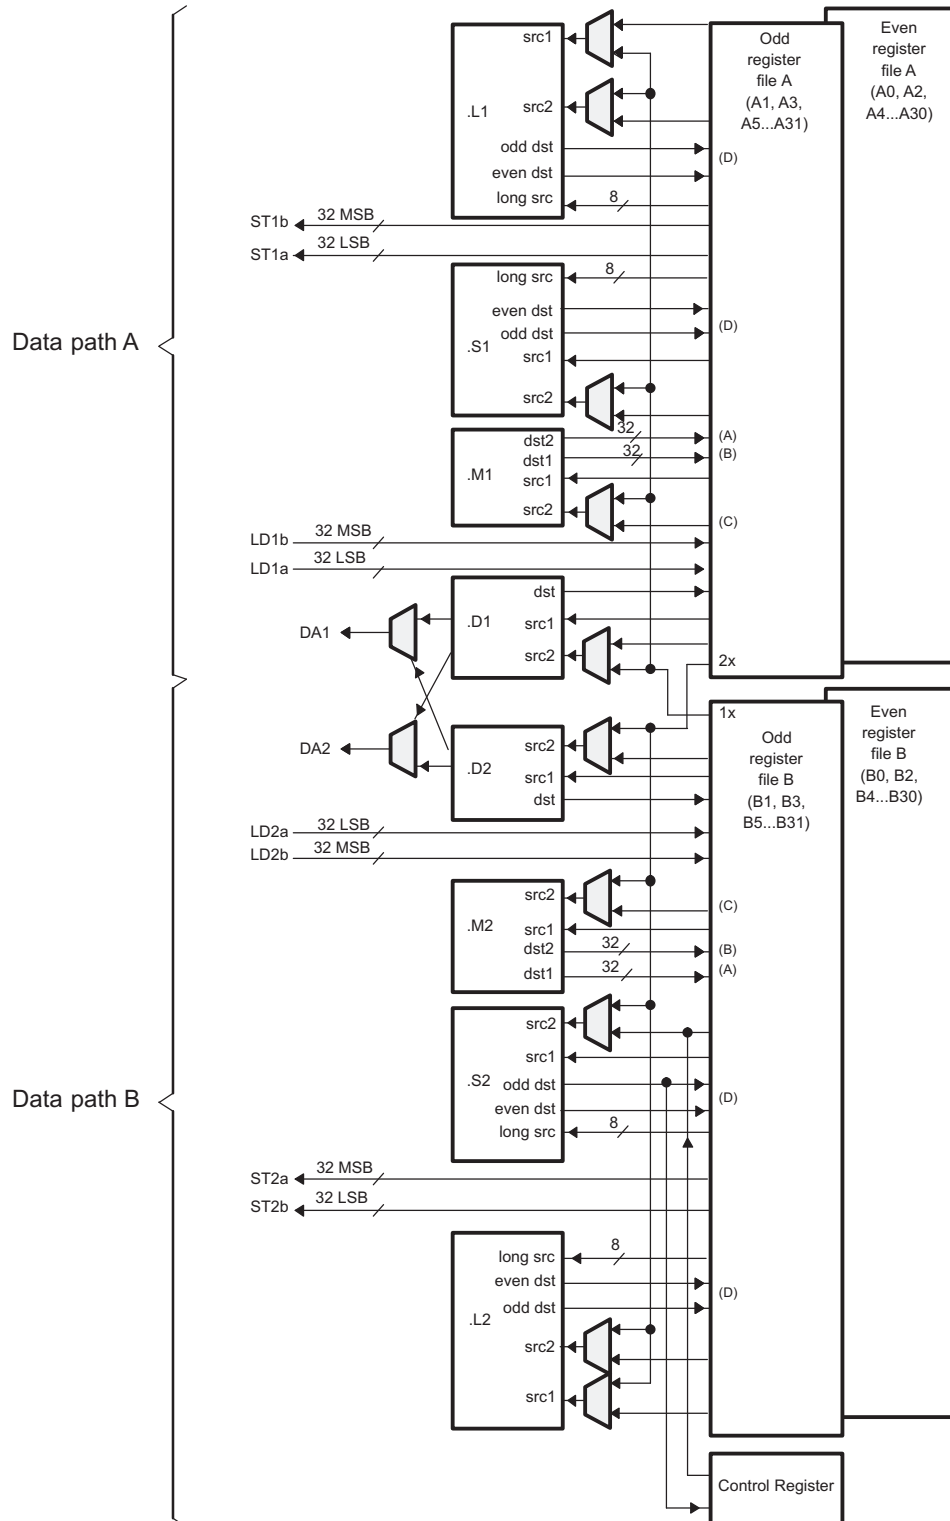 Even
register
file A
(A0, A2,
A4...A30)
Odd
register
file A
(A1, A3,
A5...A31)
src1
.L1
src2
odd dst
(D)
even dst
long src
8
ST1b
32 MSB
ST1a
32 LSB
long src
8
even dst
(D)
odd dst
Data path A
.S1
src1
src2
dst2
32
(A)
dst1
32
(B)
.M1
src1
src2
(C)
LD1b
32 MSB
LD1a
32 LSB
dst
.D1
src1
DA1
src2
2x
1x
Odd
register
file B
(B1, B3,
B5...B31)
Even
register
file B
(B0, B2,
B4...B30)
DA2
src2
.D2
src1
dst
LD2a
32 LSB
LD2b
32 MSB
src2
(C)
.M2
src1
dst2
32
(B)
dst1
32
(A)
src2
src1
.S2
odd dst
(D)
Data path B
even dst
long src
8
ST2a
32 MSB
ST2b
32 LSB
long src
8
even dst
(D)
odd dst
.L2
src2
src1
Control Register